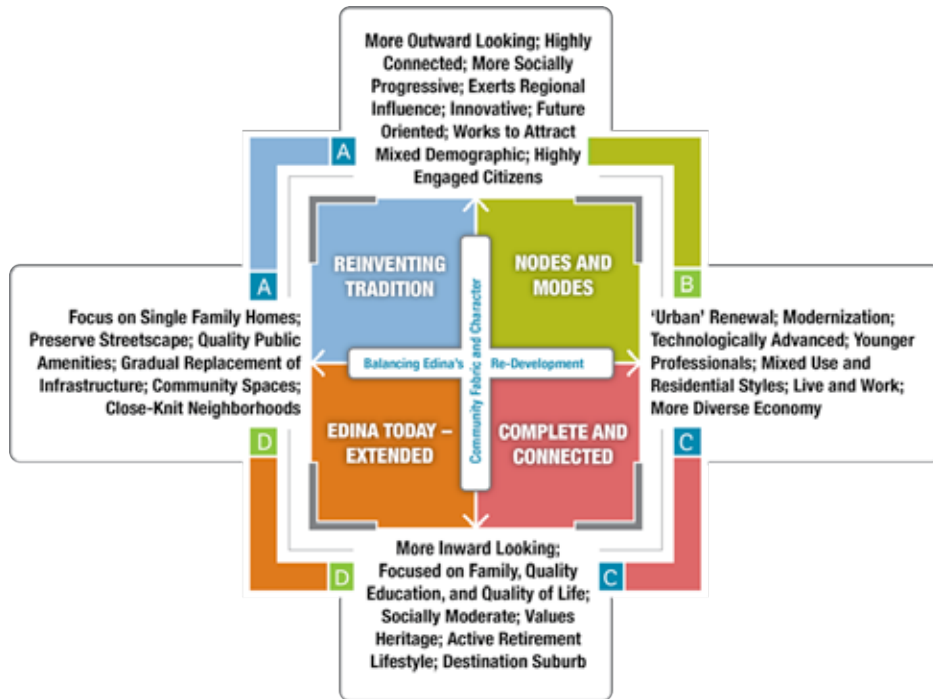 More Outward Looking; Highly
Connected; More Socially
Progressive; Exerts Regional
Influence; Innovative; Future
Oriented; Works to Attract
Mixed Demographic; Highly
Engaged Citizens
A
A
B
REINVENTING
TRADITION
NODES AND
MODES
Focus on Single Family Homes;
Preserve Streetscape; Quality Public
Amenities; Gradual Replacement of
Infrastructure; Community Spaces;
Close-Knit Neighborhoods
Balancing Edina's Re-Development
Community Fabric and Character
'Urban' Renewal; Modernization;
Technologically Advanced; Younger
Professionals; Mixed Use and
Residential Styles; Live and Work;
More Diverse Economy
EDINA TODAY –
EXTENDED
COMPLETE AND
CONNECTED
D
C
D
C
More Inward Looking;
Focused on Family, Quality
Education, and Quality of Life;
Socially Moderate; Values
Heritage; Active Retirement
Lifestyle; Destination Suburb